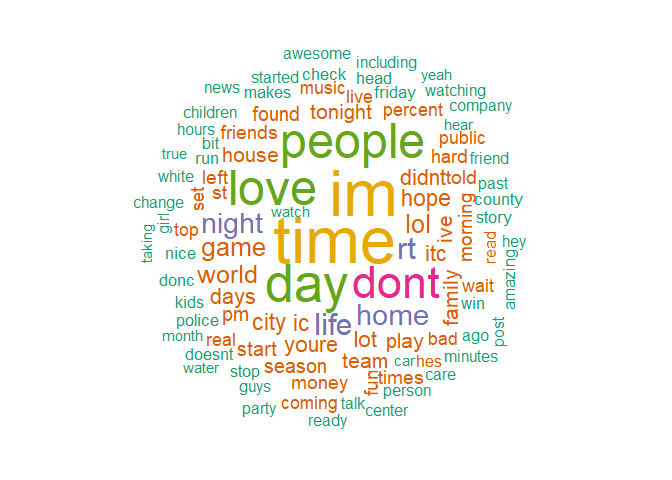 awesome
including
started check head yeah
news makes music live friday watching
children found tonight percent company
hours friends people hear
bit public
true run house hard friend
white left love im didnt told past
set st hope county
change watch story
girl night time lol ive morning
taking top rt read hey
nice game itc
donc world day dont family wait amazing
kids days win
police pm city ic life home post
month real lot play bad ago
doesnt start youre
water stop season team car hes minutes
guys money fun times care
person
party coming talk center
ready